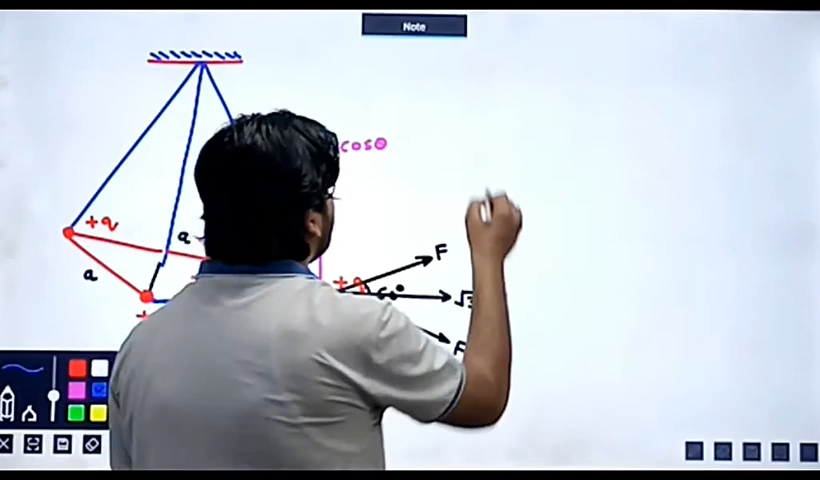 Note
cosθ
+q
a
F
a
+q
60°
√3
+
F